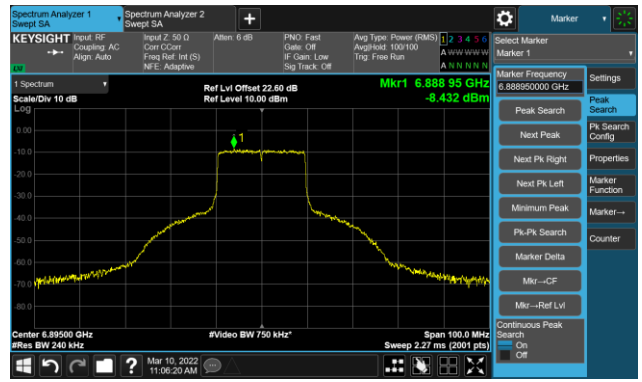 Spectrum Analyzer 1
Swept SA
Spectrum Analyzer 2
Swept SA
+
Marker
KEYSIGHT
Input: RF
Coupling: AC
Align: Auto
Input Z: 50 Ω
Corr CCorr
Freq Ref: Int (S)
NFE: Adaptive
Atten: 6 dB
PNO: Fast
Gate: Off
IF Gain: Low
Sig Track: Off
Avg Type: Power (RMS)
Avg|Hold: 100/100
Trig: Free Run
1 2 3 4 5 6
A W W W W W
A N N N N N
Select Marker
Marker 1
1 Spectrum
Scale/Div 10 dB
Log
Ref Lvl Offset 22.60 dB
Ref Level 10.00 dBm
Mkr1 6.888 95 GHz
-8.432 dBm
0.00
-10.0
-20.0
-30.0
-40.0
-50.0
-60.0
-70.0
-80.0
1
Center 6.89500 GHz
#Res BW 240 kHz
#Video BW 750 kHz*
Span 100.0 MHz
Sweep 2.27 ms (2001 pts)
Marker Frequency
6.888950000 GHz
Peak Search
Next Peak
Next Pk Right
Next Pk Left
Minimum Peak
Pk-Pk Search
Marker Delta
Mkr→CF
Mkr→Ref Lvl
Continuous Peak
Search
On
Off
Settings
Peak
Search
Pk Search
Config
Properties
Marker
Function
Marker→
Counter
?
Mar 10, 2022
11:06:20 AM